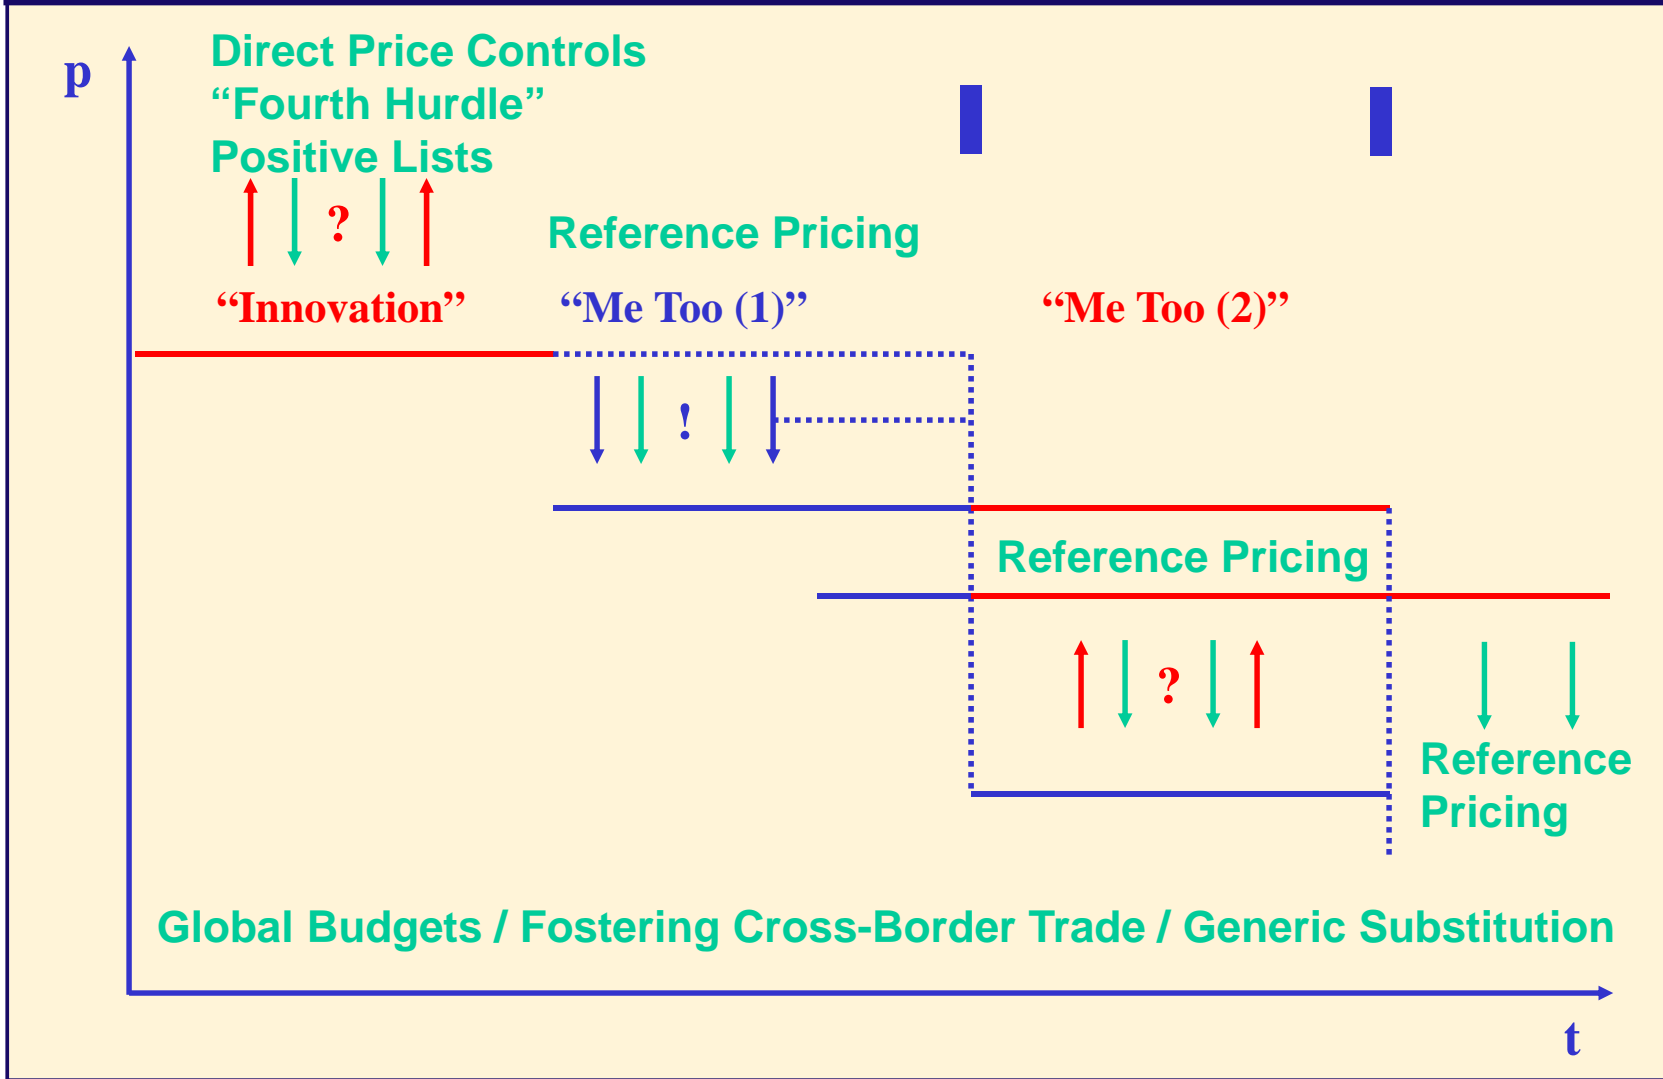 p
Direct Price Controls
“Fourth Hurdle”
Positive Lists
?
Reference Pricing
“Innovation”
“Me Too (1)”
“Me Too (2)”
!
Reference Pricing
?
Reference
Pricing
Global Budgets / Fostering Cross-Border Trade / Generic Substitution
t